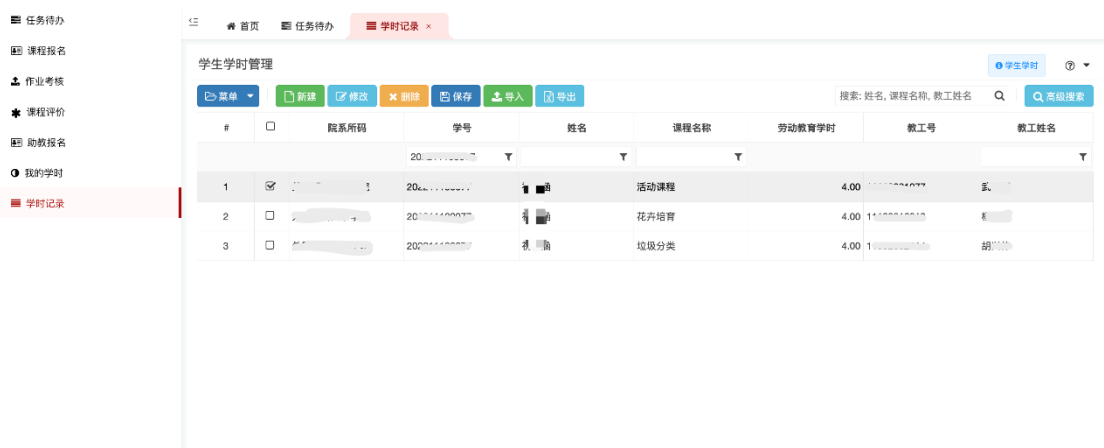 任务待办
课程报名
作业考核
课程评价
助教报名
我的学时
学时记录
首页 任务待办 学时记录 ×
学生学时管理 学生学时
菜单 新建 修改 删除 保存 导入 导出 搜索: 姓名, 课程名称, 教工姓名 高级搜索
# 院系所码 学号 姓名 课程名称 劳动教育学时 教工号 教工姓名
1 活动课程 4.00
2 花卉培育 4.00
3 垃圾分类 4.00